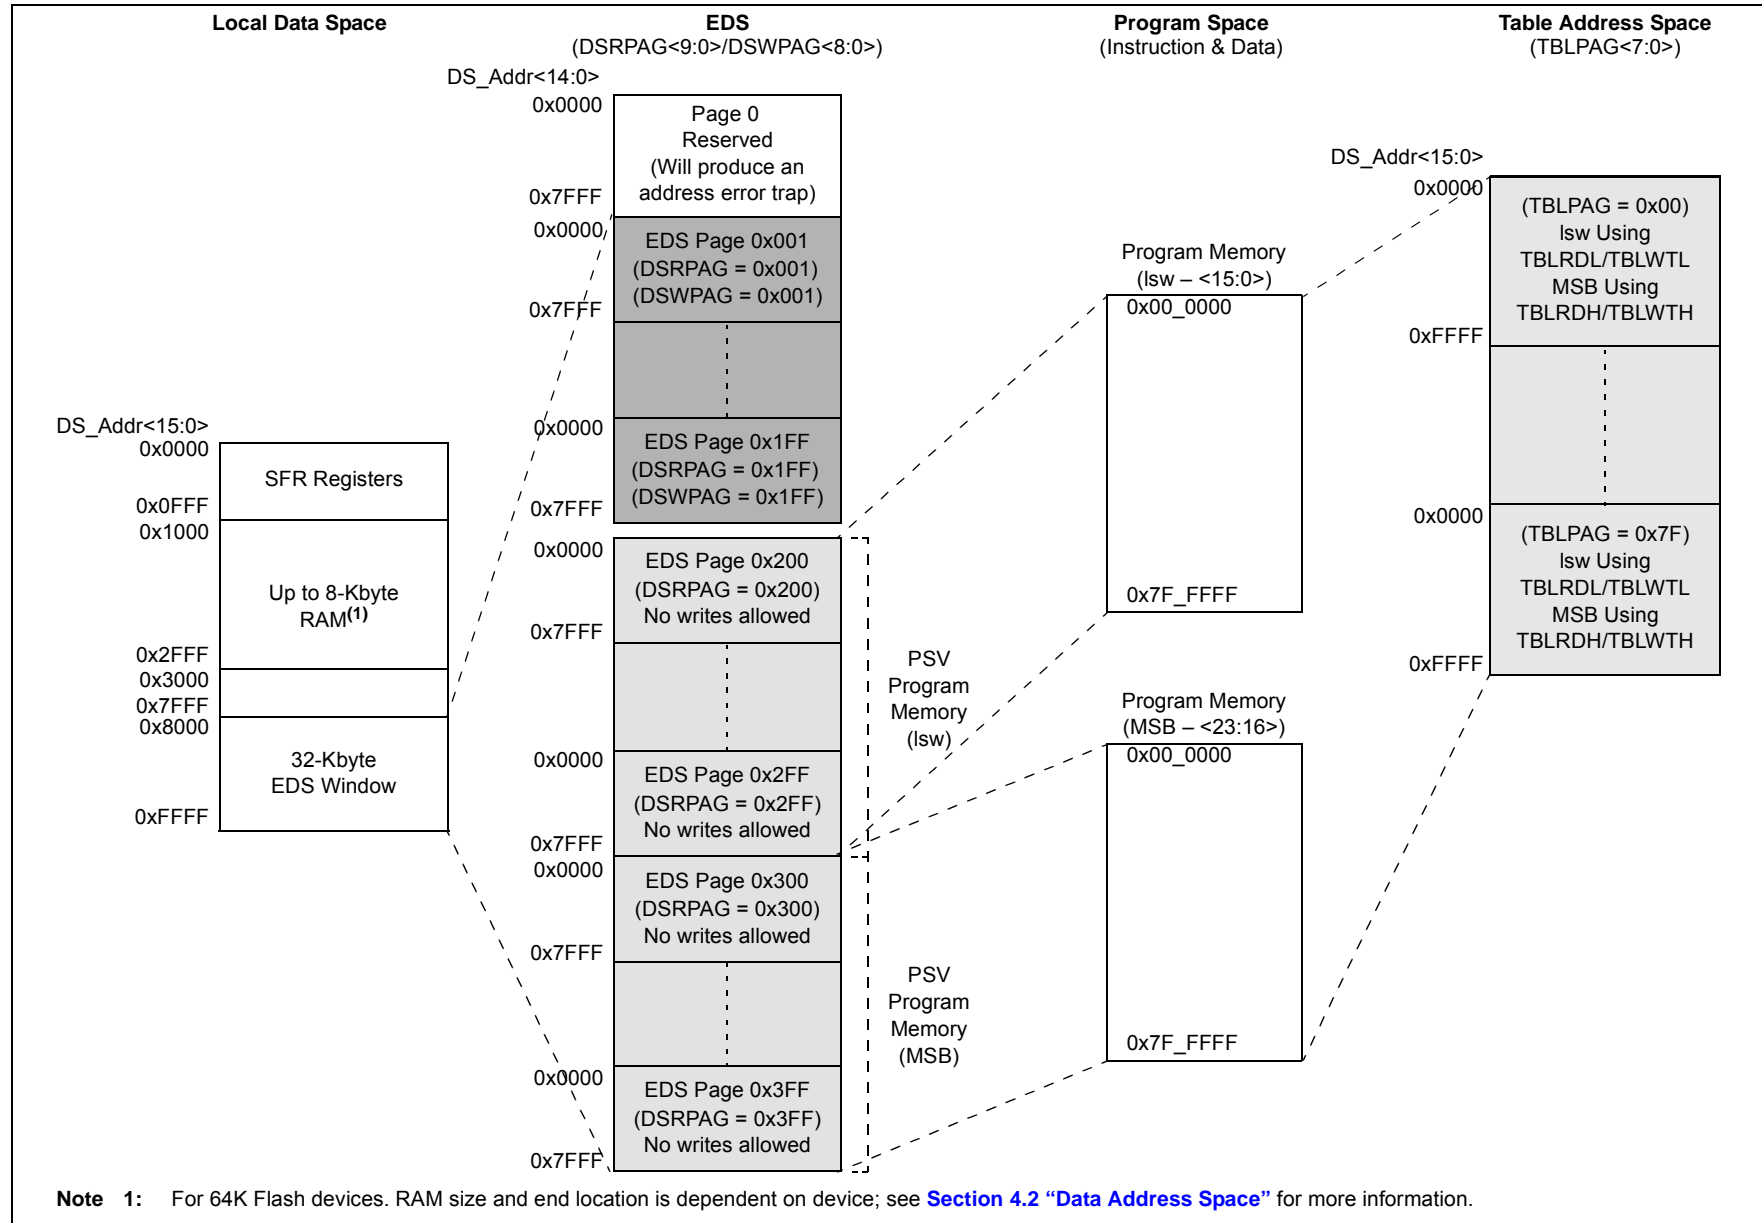 Local Data Space
EDS
(DSRPAG<9:0>/DSWPAG<8:0>)
Program Space
(Instruction & Data)
Table Address Space
(TBLPAG<7:0>)
DS_Addr<15:0>
0x0000
SFR Registers
0x0FFF
0x1000
Up to 8-Kbyte
RAM(1)
0x2FFF
0x3000
0x7FFF
0x8000
32-Kbyte
EDS Window
0xFFFF
DS_Addr<14:0>
0x0000
Page 0
Reserved
(Will produce an
address error trap)
0x7FFF
0x0000
EDS Page 0x001
(DSRPAG = 0x001)
(DSWPAG = 0x001)
0x7FFF
0x0000
EDS Page 0x1FF
(DSRPAG = 0x1FF)
(DSWPAG = 0x1FF)
0x7FFF
0x0000
EDS Page 0x200
(DSRPAG = 0x200)
No writes allowed
0x7FFF
0x0000
EDS Page 0x2FF
(DSRPAG = 0x2FF)
No writes allowed
0x7FFF
0x0000
EDS Page 0x300
(DSRPAG = 0x300)
No writes allowed
0x7FFF
0x0000
EDS Page 0x3FF
(DSRPAG = 0x3FF)
No writes allowed
0x7FFF
PSV
Program
Memory
(lsw)
PSV
Program
Memory
(MSB)
Program Memory
(lsw – <15:0>)
0x00_0000
0x7F_FFFF
Program Memory
(MSB – <23:16>)
0x00_0000
0x7F_FFFF
DS_Addr<15:0>
0x0000
(TBLPAG = 0x00)
lsw Using
TBLRDL/TBLWTL
MSB Using
TBLRDH/TBLWTH
0xFFFF
0x0000
(TBLPAG = 0x7F)
lsw Using
TBLRDL/TBLWTL
MSB Using
TBLRDH/TBLWTH
0xFFFF
Note 1: For 64K Flash devices. RAM size and end location is dependent on device; see Section 4.2 “Data Address Space” for more information.